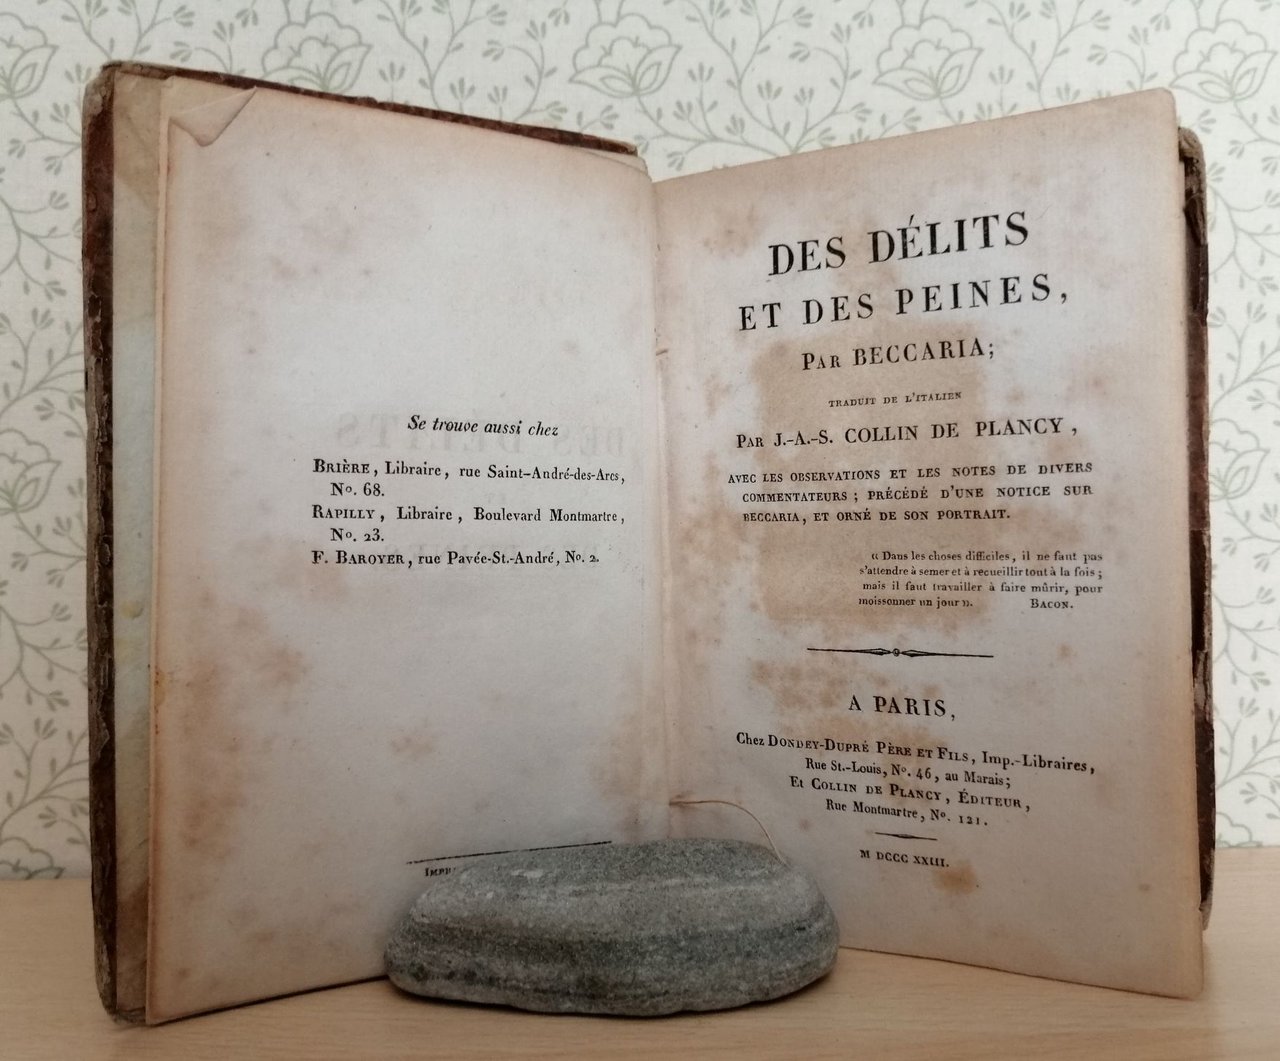 Se trouve aussi chez
BRIÈRE, Libraire, rue Saint-André-des-Arcs,
No. 68.
RAPILLY, Libraire, Boulevard Montmartre,
No. 23.
F. BAROYER, rue Pavée-St.-André, No. 2.
DES DÉLITS
ET DES PEINES,
PAR BECCARIA;
TRADUIT DE L'ITALIEN
PAR J.-A.-S. COLLIN DE PLANCY,
AVEC LES OBSERVATIONS ET LES NOTES DE DIVERS
COMMENTATEURS; PRÉCÉDÉ D'UNE NOTICE SUR
BECCARIA, ET ORNÉ DE SON PORTRAIT.
« Dans les choses difficiles, il ne faut pas
s'attendre à semer et à recueillir tout à la fois;
mais il faut travailler à faire mûrir, pour
moissonner un jour ». BACON.
A PARIS,
Chez DONDEY-DUPRÉ PÈRE ET FILS, Imp.-Libraires,
Rue St.-Louis, No. 46, au Marais;
Et COLLIN DE PLANCY, ÉDITEUR,
Rue Montmartre, No. 121.
M DCCC XXIII.